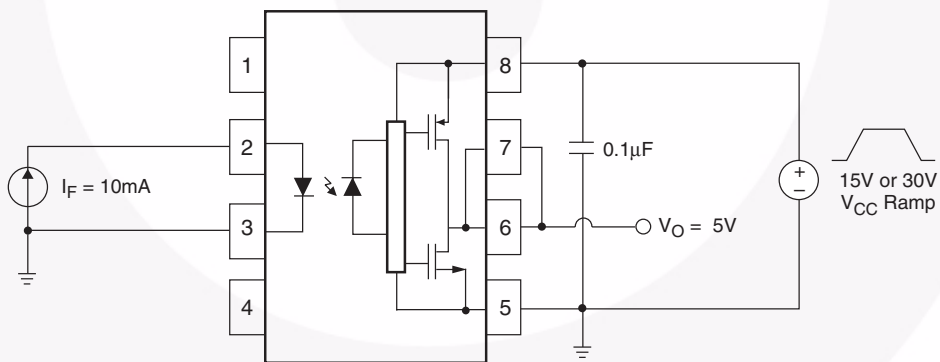 1
8
2
7
0.1µF
I_F = 10mA
+
–
15V or 30V
V_CC Ramp
3
6
V_O = 5V
4
5